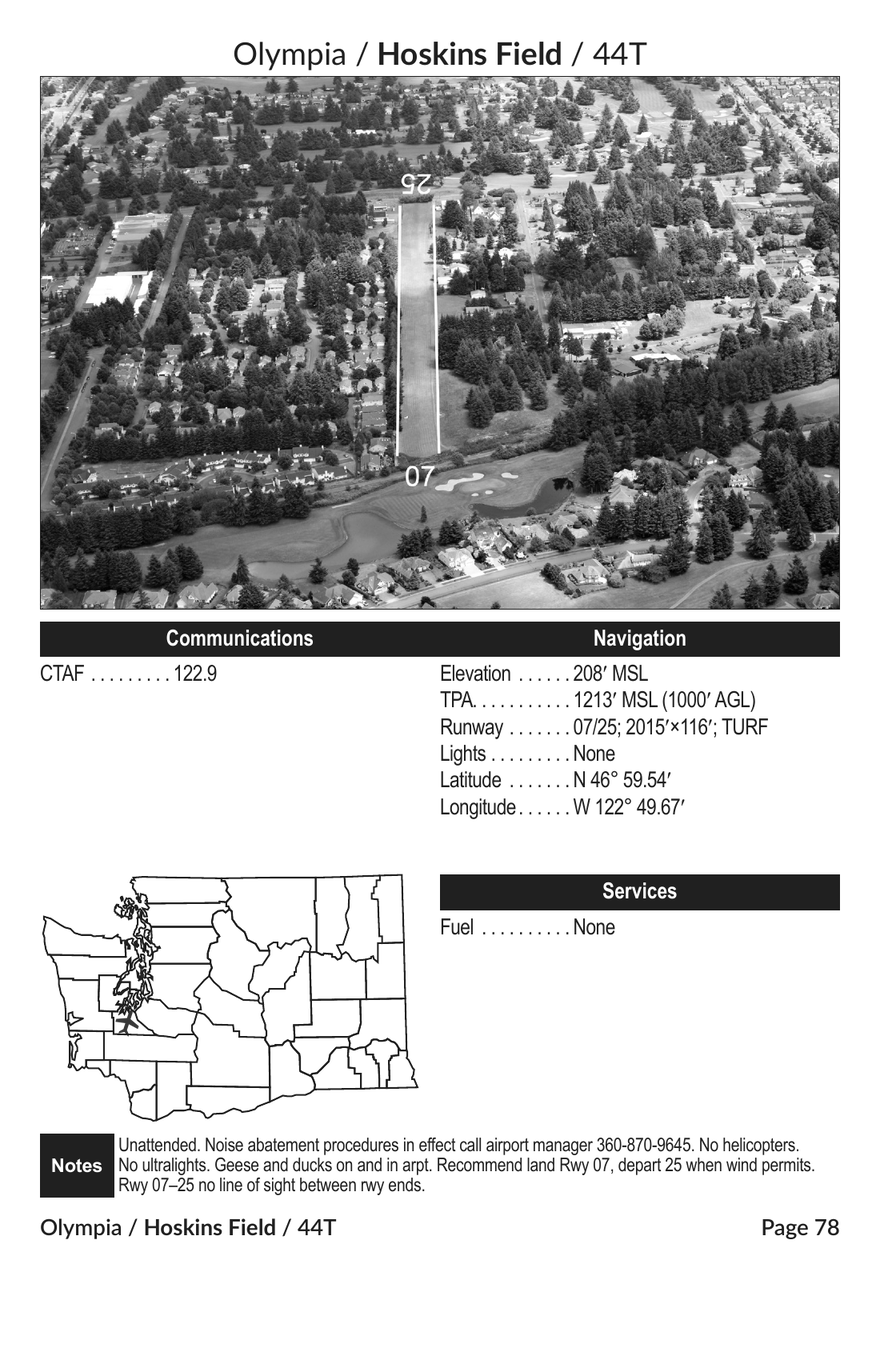 Olympia / Hoskins Field / 44T
25
07
Communications
CTAF . . . . . . . . . 122.9
Navigation
Elevation . . . . . . 208′ MSL
TPA. . . . . . . . . . . 1213′ MSL (1000′ AGL)
Runway . . . . . . . 07/25; 2015′×116′; TURF
Lights . . . . . . . . . None
Latitude . . . . . . . N 46° 59.54′
Longitude . . . . . . W 122° 49.67′
Services
Fuel . . . . . . . . . . None
Notes
Unattended. Noise abatement procedures in effect call airport manager 360-870-9645. No helicopters.
No ultralights. Geese and ducks on and in arpt. Recommend land Rwy 07, depart 25 when wind permits.
Rwy 07–25 no line of sight between rwy ends.
Olympia / Hoskins Field / 44T
Page 78